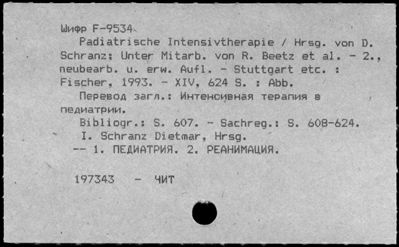 Шифр F-9534
Padiatrische Intensivtherapie / Hrsg. von D.
Schranz; Unter Mitarb. von R. Beetz et al. - 2.,
neubearb. u. erw. Aufl. - Stuttgart etc. :
Fischer, 1993. - XIV, 624 S. : Abb.
Перевод загл.: Интенсивная терапия в
педиатрии.
Bibliogr.: S. 607. - Sachreg.: S. 608-624.
I. Schranz Dietmar, Hrsg.
-- 1. ПЕДИАТРИЯ. 2. РЕАНИМАЦИЯ.
197343 - ЧИТ